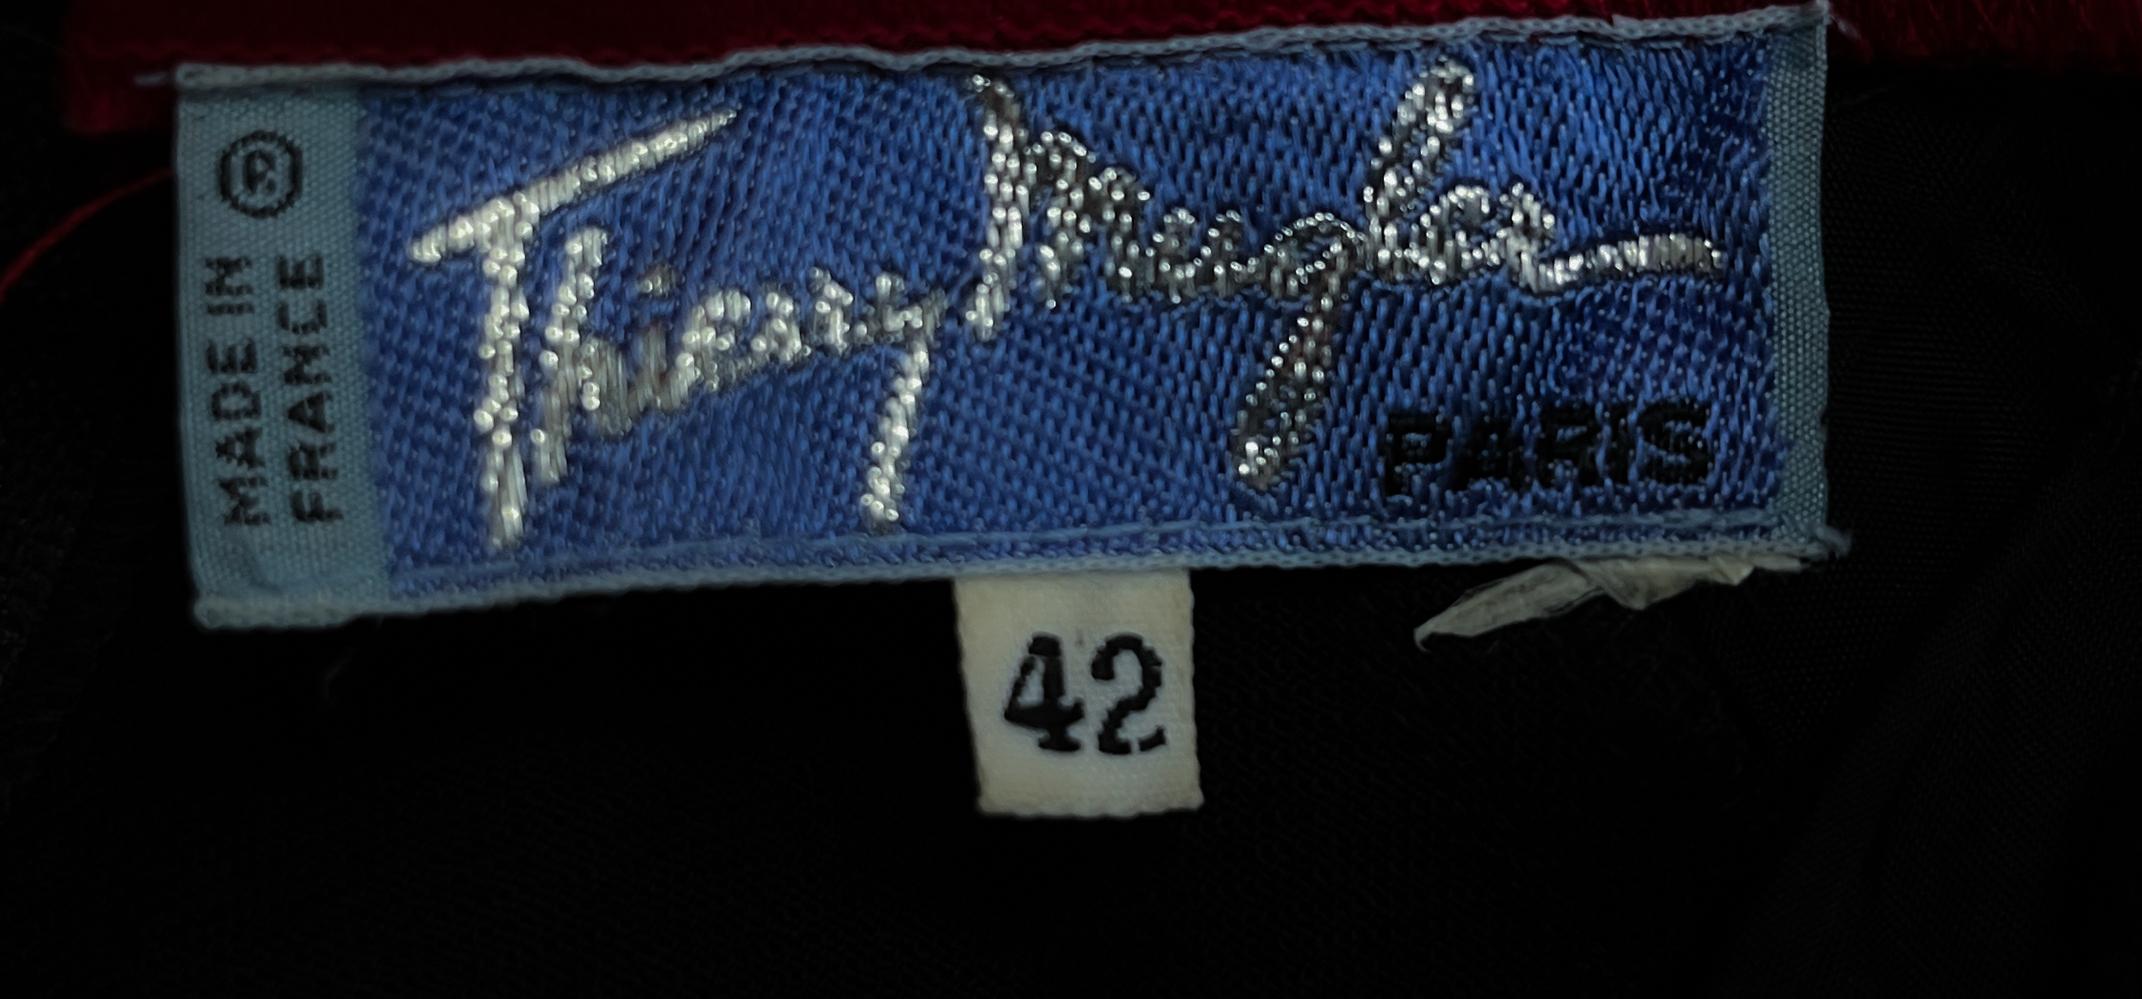 Thierry Mugler
PARIS
MADE IN
FRANCE
®
42